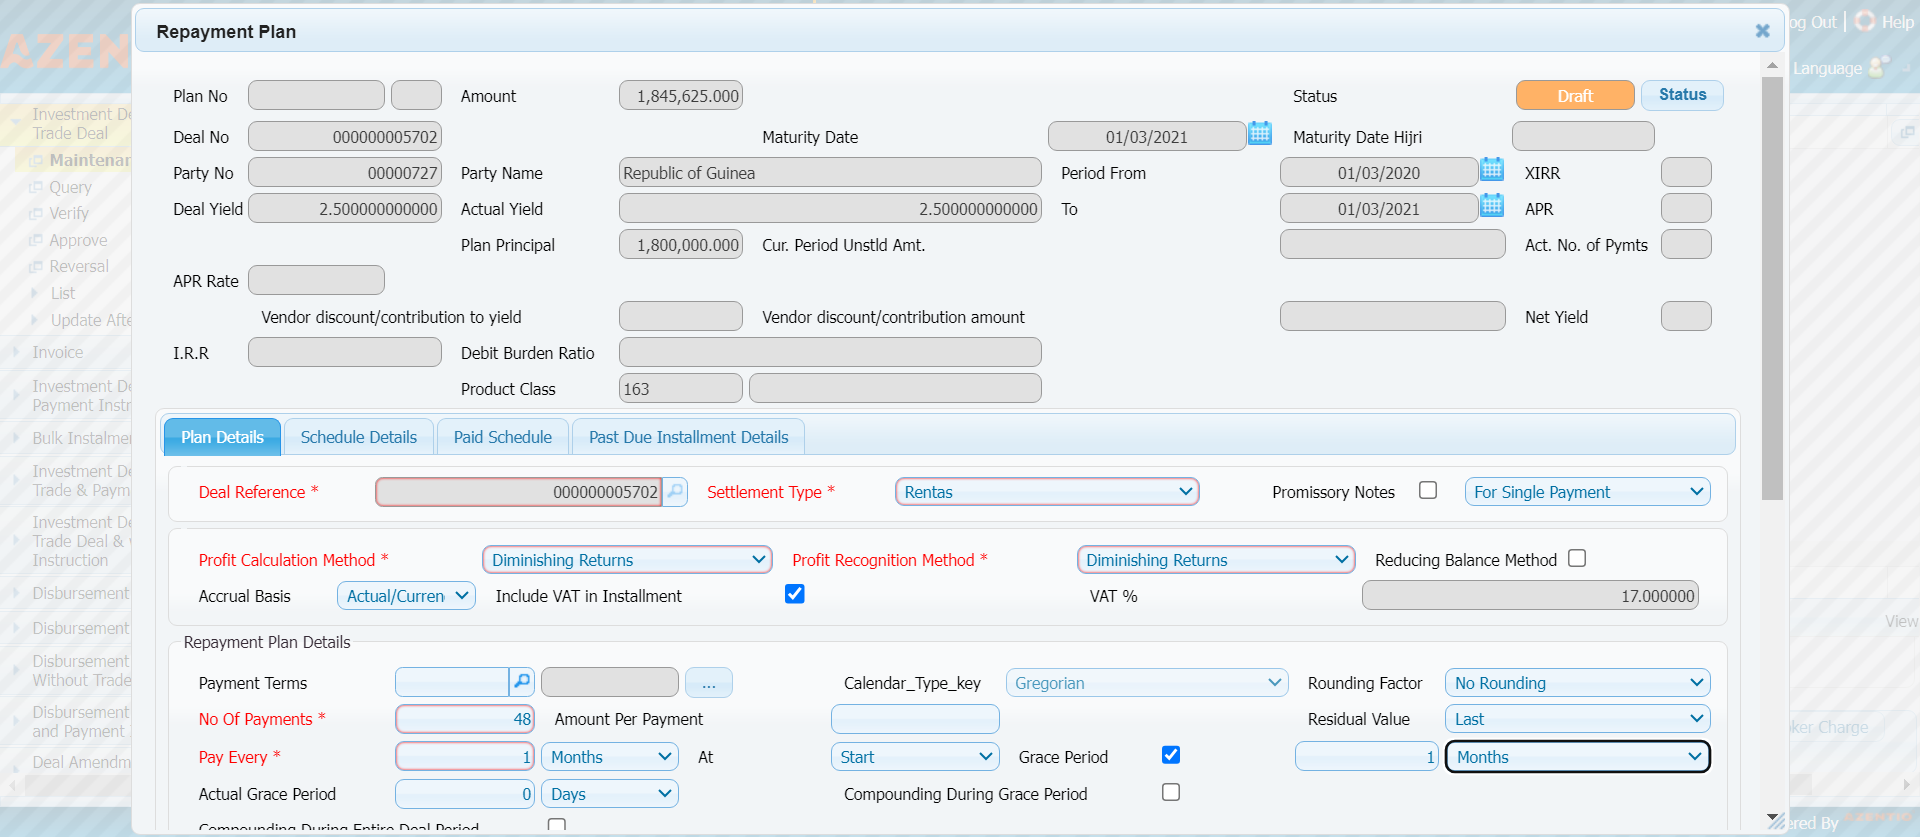 Repayment Plan
og Out
Help
AZEN
Language
Plan No
Amount
1,845,625.000
Status
Draft
Status
Investment De
Trade Deal
Deal No
000000005702
Maturity Date
01/03/2021
Maturity Date Hijri
Maintenan
Party No
00000727
Party Name
Republic of Guinea
Period From
01/03/2020
XIRR
Query
Deal Yield
2.500000000000
Actual Yield
2.500000000000
To
01/03/2021
APR
Verify
Approve
Plan Principal
1,800,000.000
Cur. Period Unstld Amt.
Act. No. of Pymts
Reversal
APR Rate
List
Update Afte
Vendor discount/contribution to yield
Vendor discount/contribution amount
Net Yield
Invoice
I.R.R
Debit Burden Ratio
Investment De
Payment Instr
Product Class
163
Bulk Instalmen
Plan Details
Schedule Details
Paid Schedule
Past Due Installment Details
Investment De
Trade & Paym
Deal Reference *
000000005702
Settlement Type *
Rentas
Promissory Notes
For Single Payment
Investment De
Trade Deal &
Instruction
Profit Calculation Method *
Diminishing Returns
Profit Recognition Method *
Diminishing Returns
Reducing Balance Method
Disbursement
Accrual Basis
Actual/Curren
Include VAT in Installment
VAT %
17.000000
Disbursement
View
Repayment Plan Details
Disbursement
Without Trade
Payment Terms
...
Calendar_Type_key
Gregorian
Rounding Factor
No Rounding
Disbursement
and Payment
No Of Payments *
48
Amount Per Payment
Residual Value
Last
ker Charge
Deal Amendm
Pay Every *
1
Months
At
Start
Grace Period
1
Months
Actual Grace Period
0
Days
Compounding During Grace Period
Compounding During Entire Deal Period
ered By